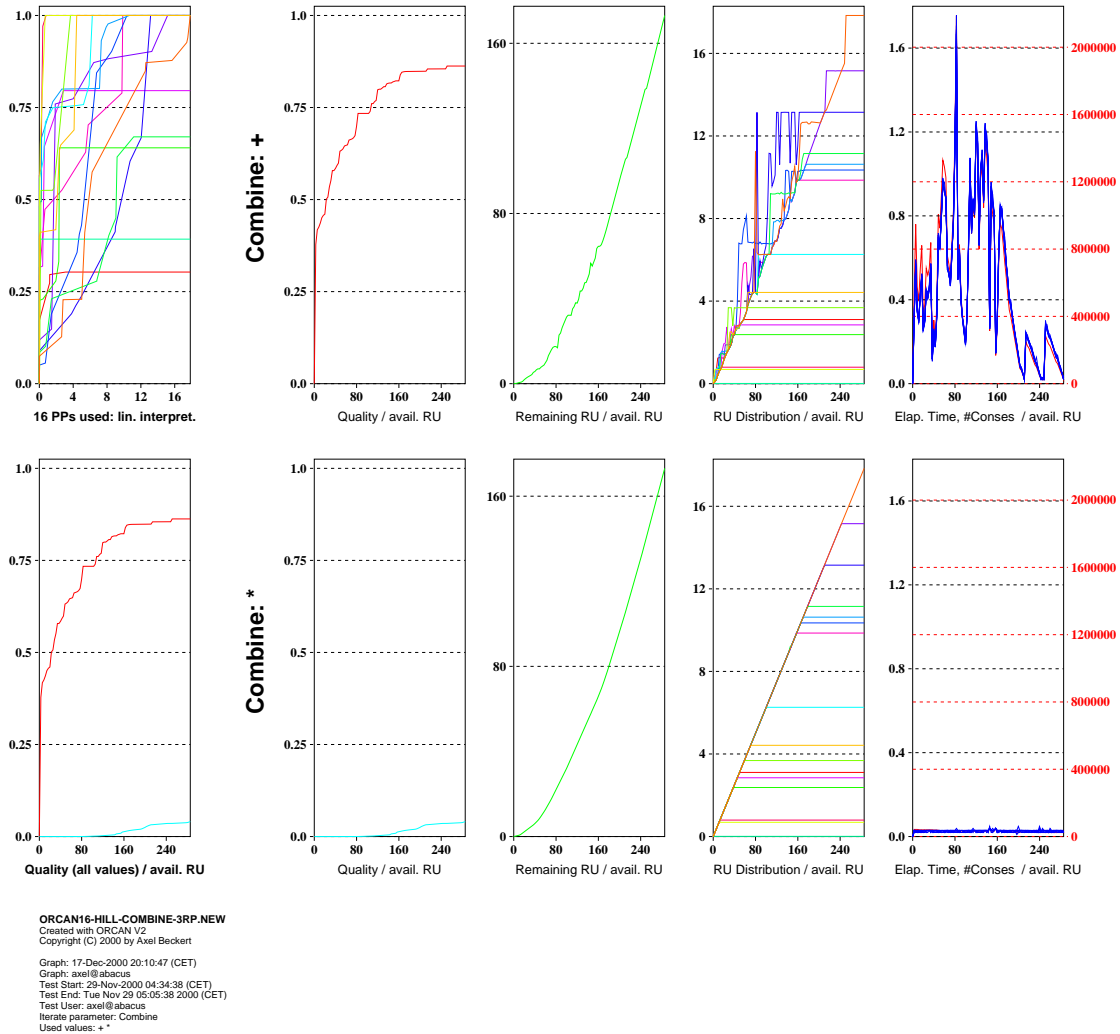 1.0
0.75
0.5
0.25
0.0
0 4 8 12 16
16 PPs used: lin. interpret.
Combine: +
1.0
0.75
0.5
0.25
0.0
0 80 160 240
Quality / avail. RU
160
80
0
0 80 160 240
Remaining RU / avail. RU
16
12
8
4
0
0 80 160 240
RU Distribution / avail. RU
1.6
1.2
0.8
0.4
0.0
0 80 160 240
Elap. Time, #Conses / avail. RU
2000000
1600000
1200000
800000
400000
0
1.0
0.75
0.5
0.25
0.0
0 80 160 240
Quality (all values) / avail. RU
Combine: *
1.0
0.75
0.5
0.25
0.0
0 80 160 240
Quality / avail. RU
160
80
0
0 80 160 240
Remaining RU / avail. RU
16
12
8
4
0
0 80 160 240
RU Distribution / avail. RU
1.6
1.2
0.8
0.4
0.0
0 80 160 240
Elap. Time, #Conses / avail. RU
2000000
1600000
1200000
800000
400000
0
ORCAN16-HILL-COMBINE-3RP.NEW
Created with ORCAN V2
Copyright (C) 2000 by Axel Beckert
Graph: 17-Dec-2000 20:10:47 (CET)
Graph: axel@abacus
Test Start: 29-Nov-2000 04:34:38 (CET)
Test End: Tue Nov 29 05:05:38 2000 (CET)
Test User: axel@abacus
Iterate parameter: Combine
Used values: + *